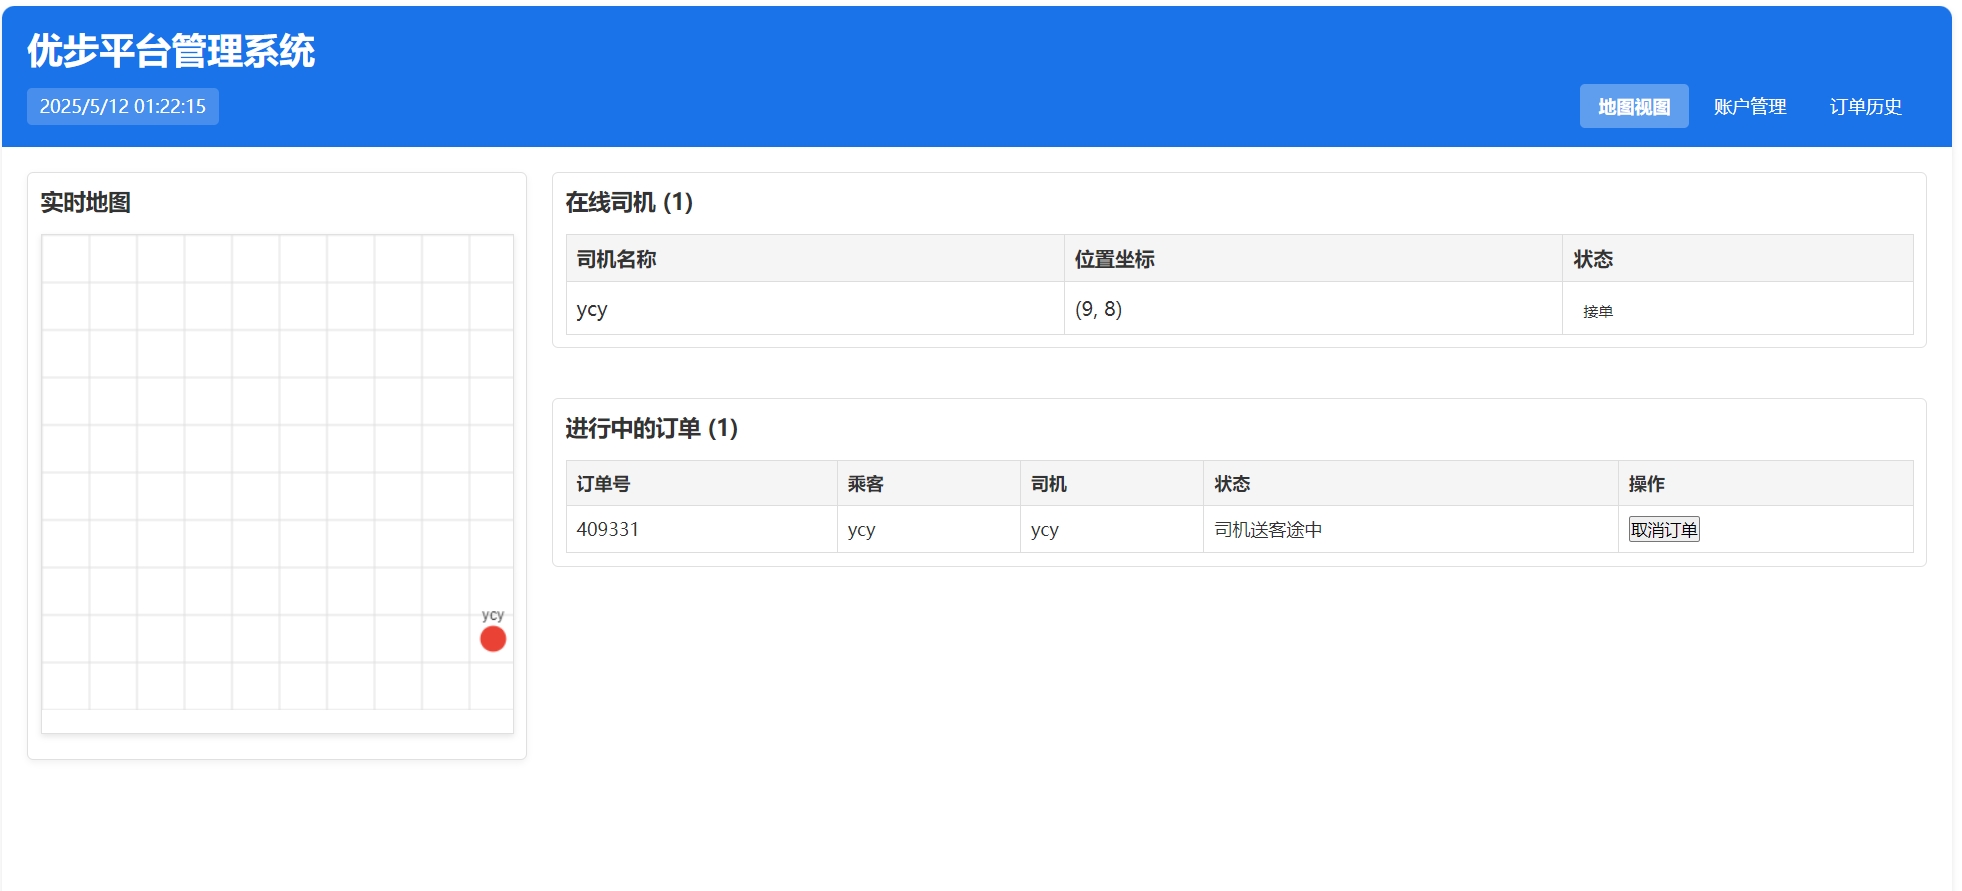 优步平台管理系统
2025/5/12 01:22:15
地图视图 账户管理 订单历史
实时地图
ycy
在线司机 (1)
司机名称 位置坐标 状态
ycy (9, 8) 接单
进行中的订单 (1)
订单号 乘客 司机 状态 操作
409331 ycy ycy 司机送客途中 取消订单